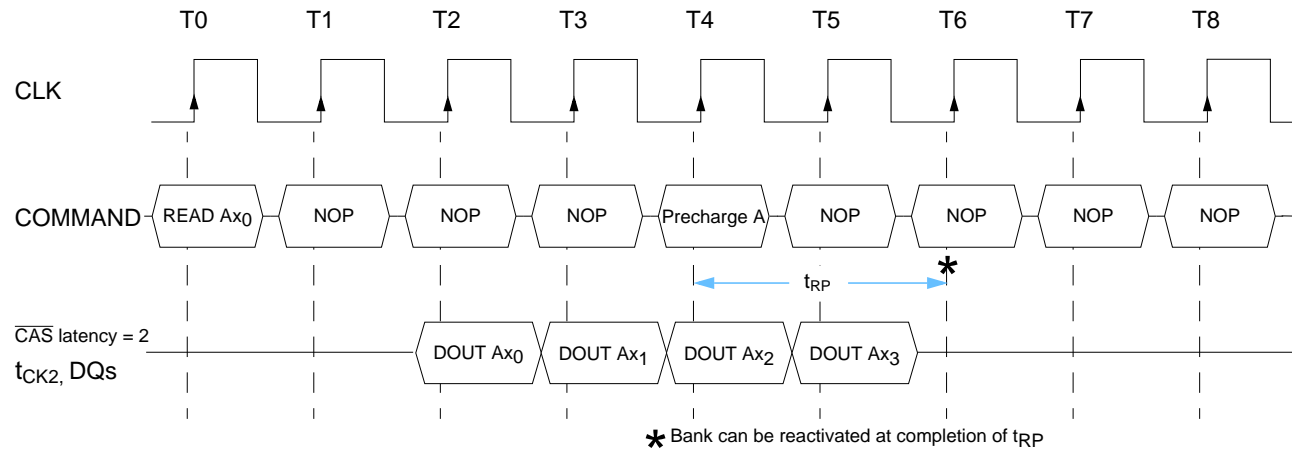 T0 T1 T2 T3 T4 T5 T6 T7 T8
CLK
COMMAND READ Ax0 NOP NOP NOP Precharge A NOP NOP NOP NOP
*
tRP
CAS latency = 2
tCK2, DQs DOUT Ax0 DOUT Ax1 DOUT Ax2 DOUT Ax3
* Bank can be reactivated at completion of tRP